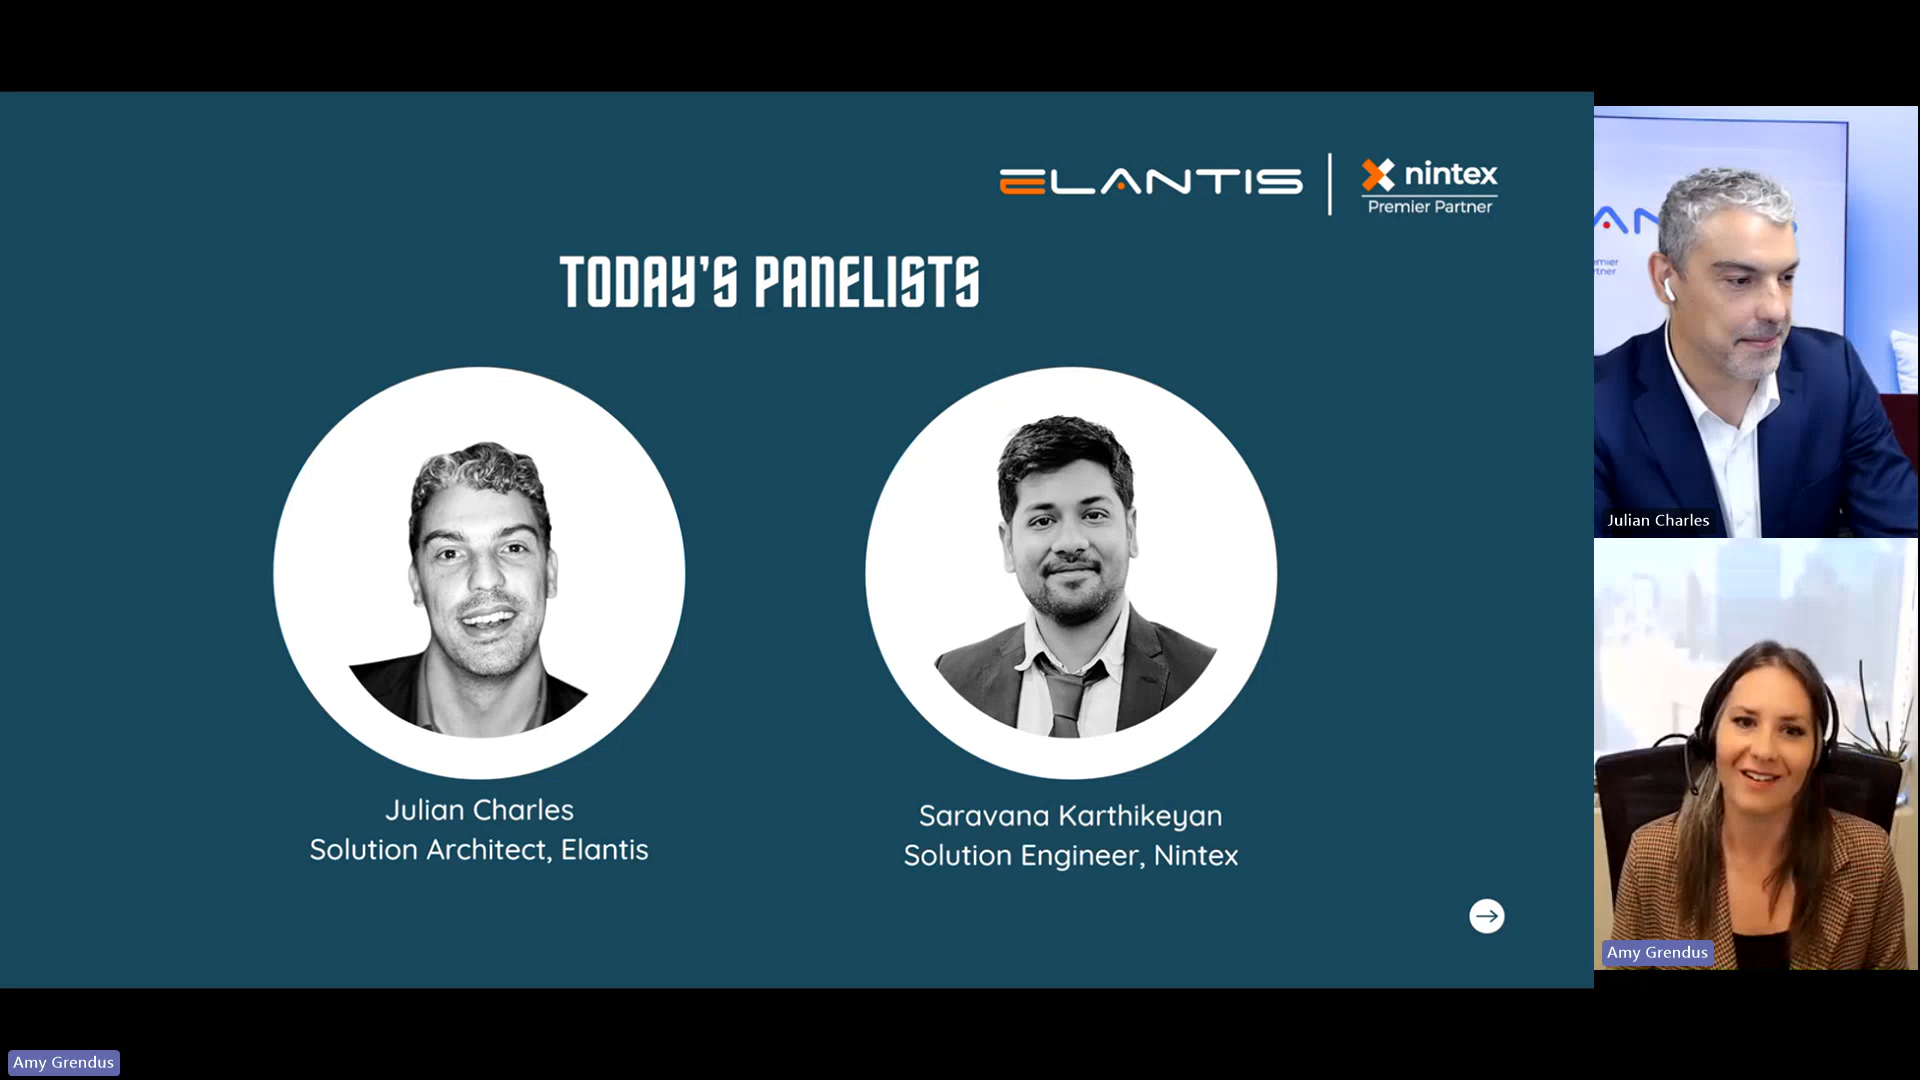 ELANTIS
nintex
Premier Partner
TODAY'S PANELISTS
Julian Charles
Solution Architect, Elantis
Saravana Karthikeyan
Solution Engineer, Nintex
AN
Julian Charles
Amy Grendus
Amy Grendus